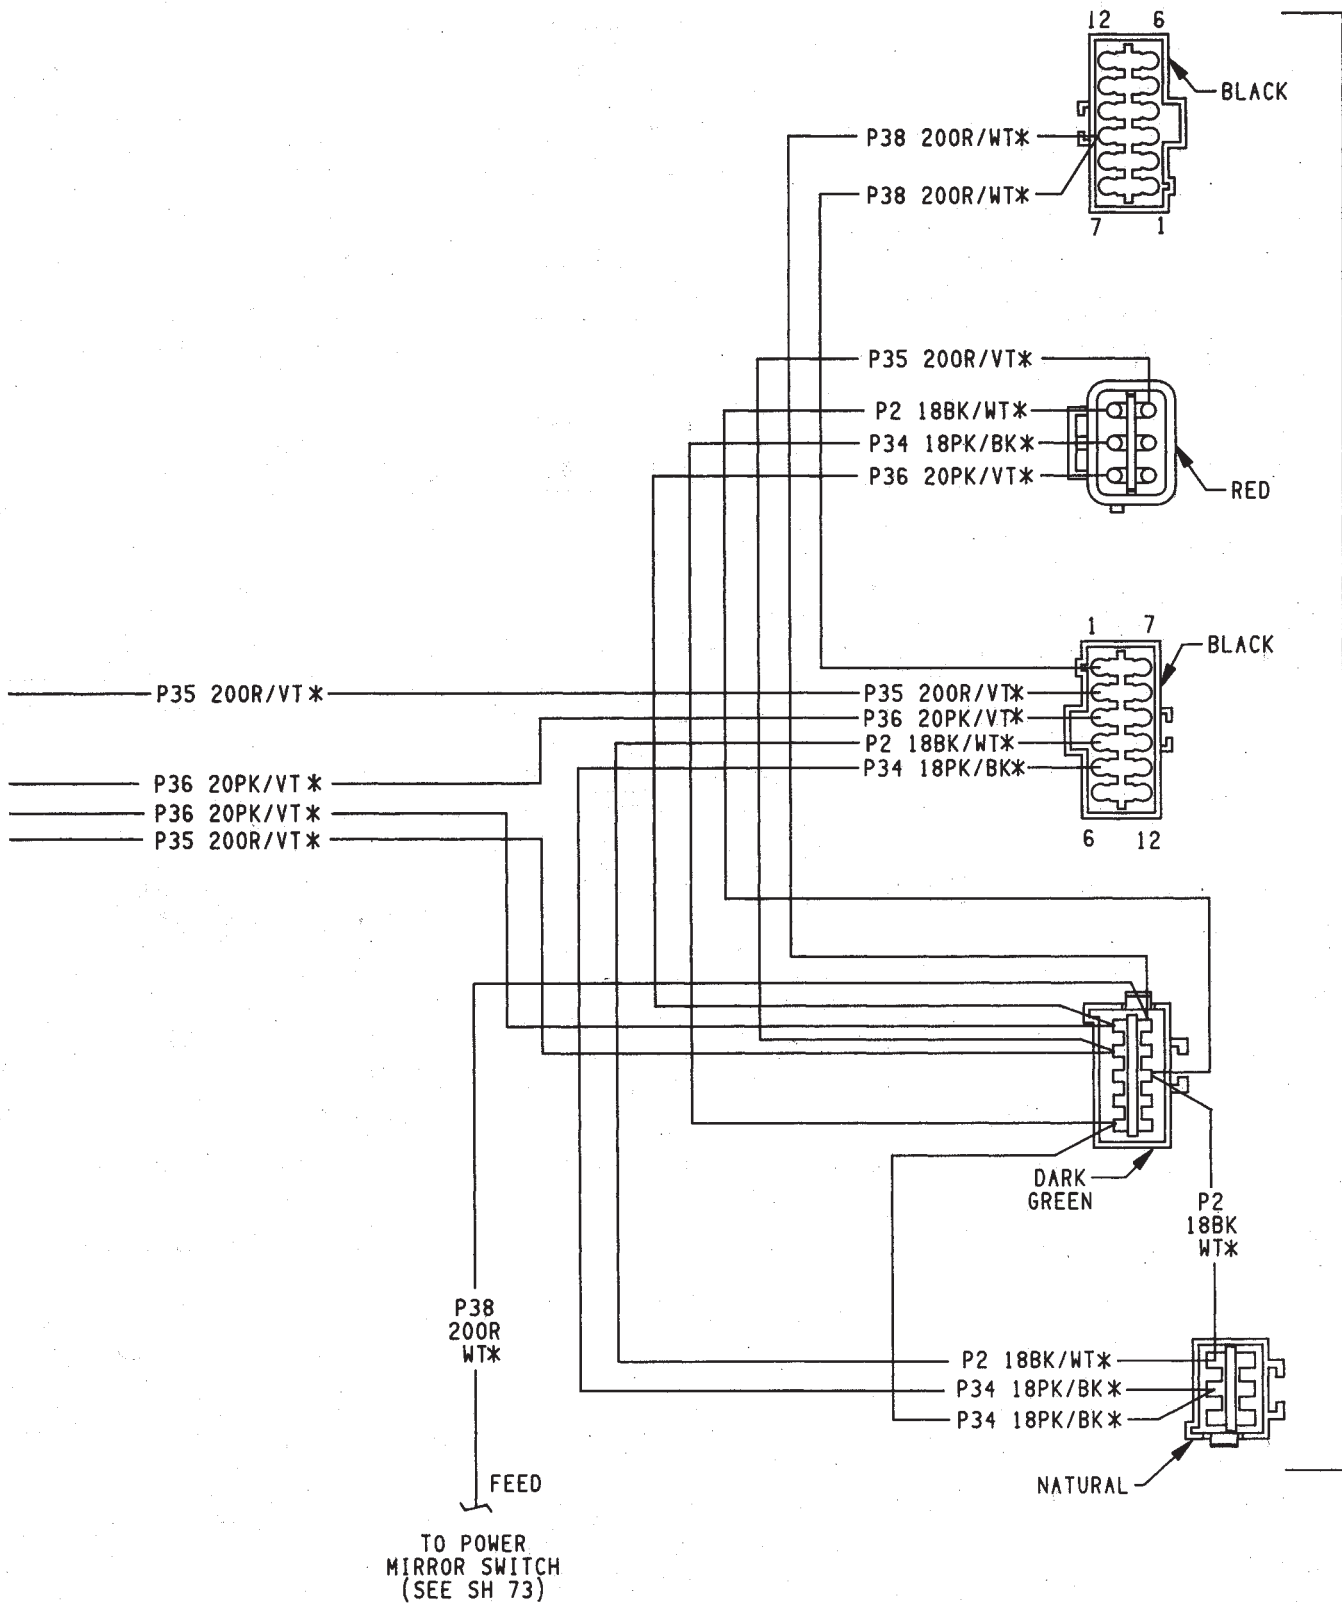 12 6
BLACK
P38 20OR/WT*
P38 20OR/WT*
7 1
P35 20OR/VT*
P2 18BK/WT*
P34 18PK/BK*
P36 20PK/VT*
RED
1 7
BLACK
P35 20OR/VT*
P35 20OR/VT*
P36 20PK/VT*
P2 18BK/WT*
P34 18PK/BK*
P36 20PK/VT*
P36 20PK/VT*
P35 20OR/VT*
6 12
DARK
GREEN
P2
18BK
WT*
P38
20OR
WT*
P2 18BK/WT*
P34 18PK/BK*
P34 18PK/BK*
NATURAL
FEED
TO POWER
MIRROR SWITCH
(SEE SH 73)